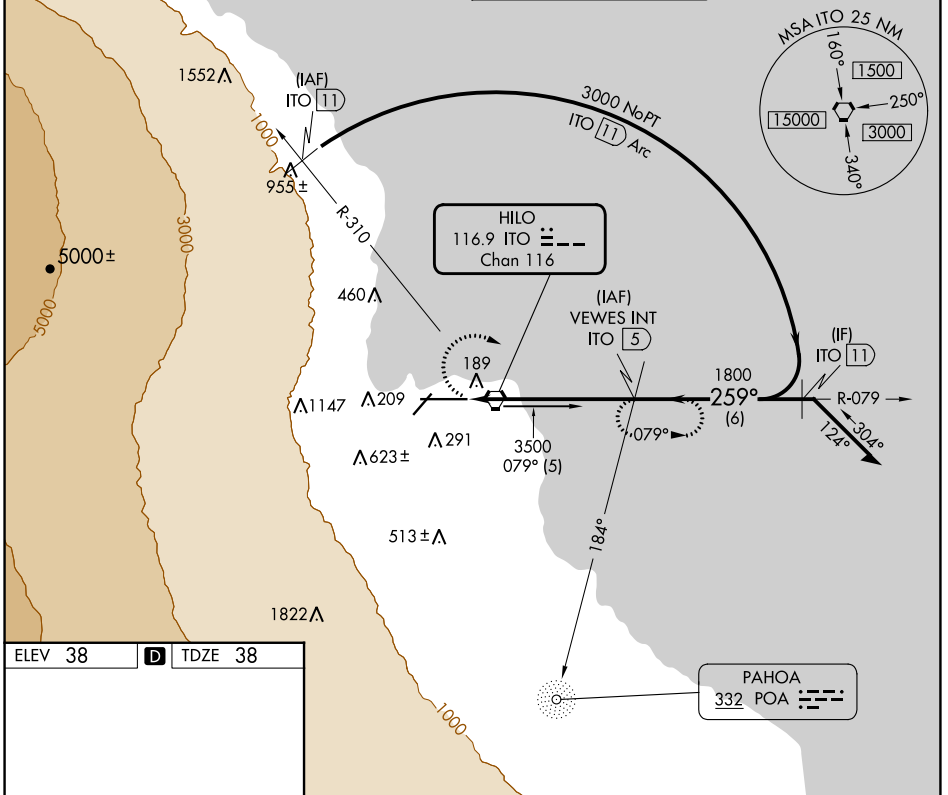 MSA ITO 25 NM
160°
1500
250°
15000
3000
340°
1552
(IAF)
ITO 11
3000 NoPT
ITO 11 Arc
1000
955±
3000
R-310
5000±
5000
HILO
116.9 ITO
Chan 116
460
(IAF)
VEWES INT
ITO 5
(IF)
ITO 11
189
1800
259°
(6)
R-079
1147
209
079°
304°
124°
291
3500
079° (5)
623±
184°
513±
1822
ELEV 38
D
TDZE 38
PAHOA
332 POA
1000